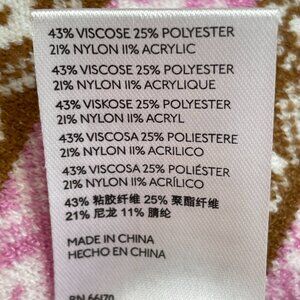 43% VISCOSE 25% POLYESTER
21% NYLON 11% ACRYLIC
43% VISCOSE 25% POLYESTER
21% NYLON 11% ACRYLIQUE
43% VISKOSE 25% POLYESTER
21% NYLON 11% ACRYL
43% VISCOSA 25% POLIESTERE
21% NYLON 11% ACRILICO
43% VISCOSA 25% POLIÉSTER
21% NYLON 11% ACRÍLICO
43% 粘胶纤维 25% 聚酯纤维
21% 尼龙 11% 腈纶
MADE IN CHINA
HECHO EN CHINA
RN 66170